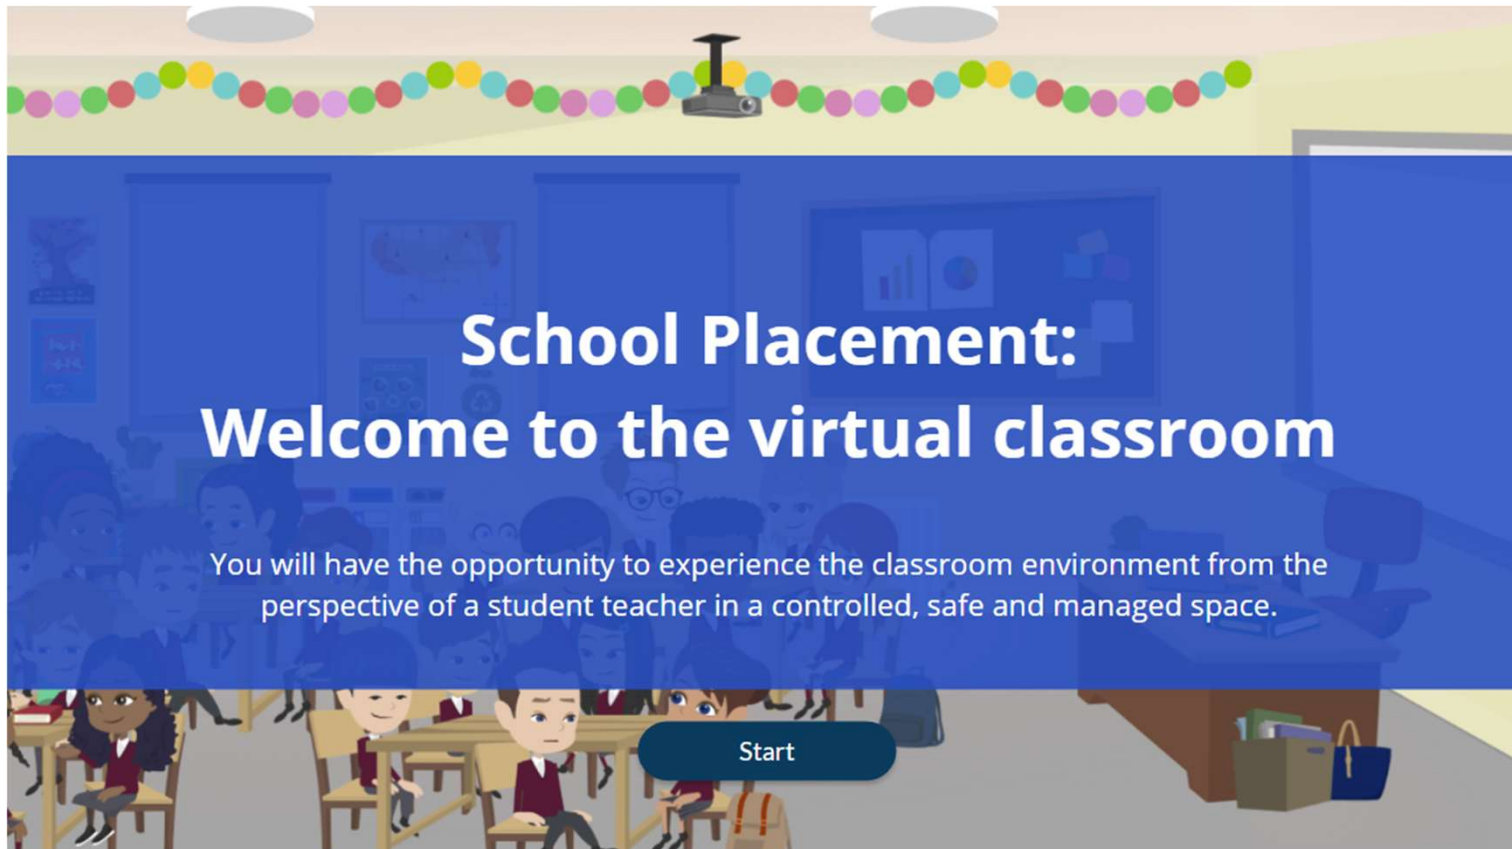 School Placement:
Welcome to the virtual classroom
You will have the opportunity to experience the classroom environment from the
perspective of a student teacher in a controlled, safe and managed space.
Start